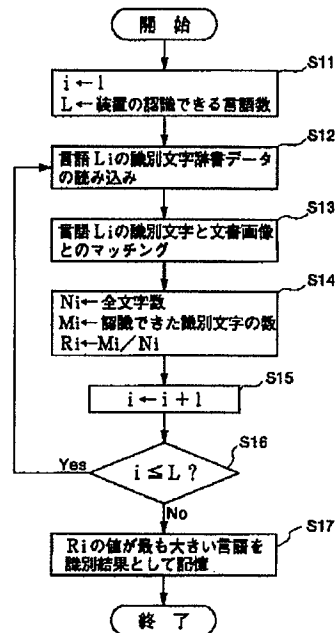 開 始
S11
i←1
L←装置の認識できる言語数
S12
言語Liの識別文字辞書データ
の読み込み
S13
言語Liの識別文字と文書画像
とのマッチング
S14
Ni←全文字数
Mi←認識できた識別文字の数
Ri←Mi／Ni
S15
i←i＋1
S16
i≦L？
Yes
No
S17
Riの値が最も大きい言語を
識別結果として記憶
終 了